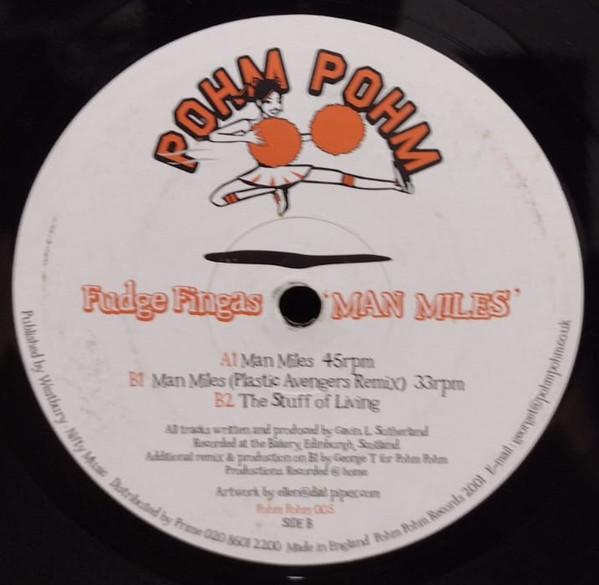 POHM POHM
Fudge Fingas 'MAN MILES'
A1 Man Miles 45rpm
B1 Man Miles (Plastic Avengers Remix) 33rpm
B2 The Stuff of Living
All tracks written and produced by Gavin L. Sutherland
Recorded at the Bakery, Edinburgh, Scotland.
Additional remix & production on B1 by George T for Pohm Pohm
Productions. Recorded @ home
Artwork by ellen@dial.pipex.com
Pohm Pohm 005
SIDE B
Published by Westbury / Nifty Music Distributed by Prime 020 8601 2200 Made in England Pohm Pohm Records 2001 E-mail: georget@pohmpohm.co.uk